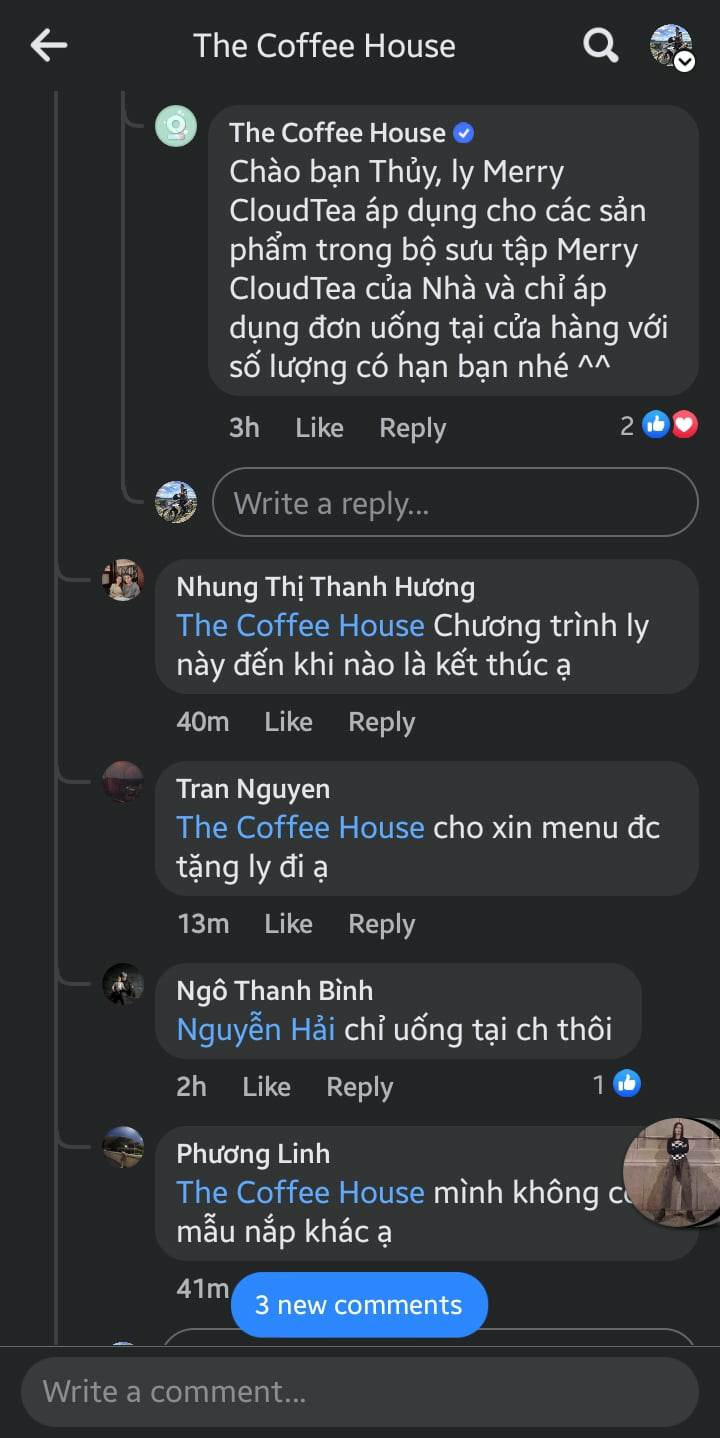 The Coffee House
The Coffee House
Chào bạn Thủy, ly Merry
CloudTea áp dụng cho các sản
phẩm trong bộ sưu tập Merry
CloudTea của Nhà và chỉ áp
dụng đơn uống tại cửa hàng với
số lượng có hạn bạn nhé ^^
3h Like Reply 2
Write a reply...
Nhung Thị Thanh Hương
The Coffee House Chương trình ly
này đến khi nào là kết thúc ạ
40m Like Reply
Tran Nguyen
The Coffee House cho xin menu đc
tặng ly đi ạ
13m Like Reply
Ngô Thanh Bình
Nguyễn Hải chỉ uống tại ch thôi
2h Like Reply 1
Phương Linh
The Coffee House mình không
mẫu nắp khác ạ
41m
3 new comments
Write a comment...